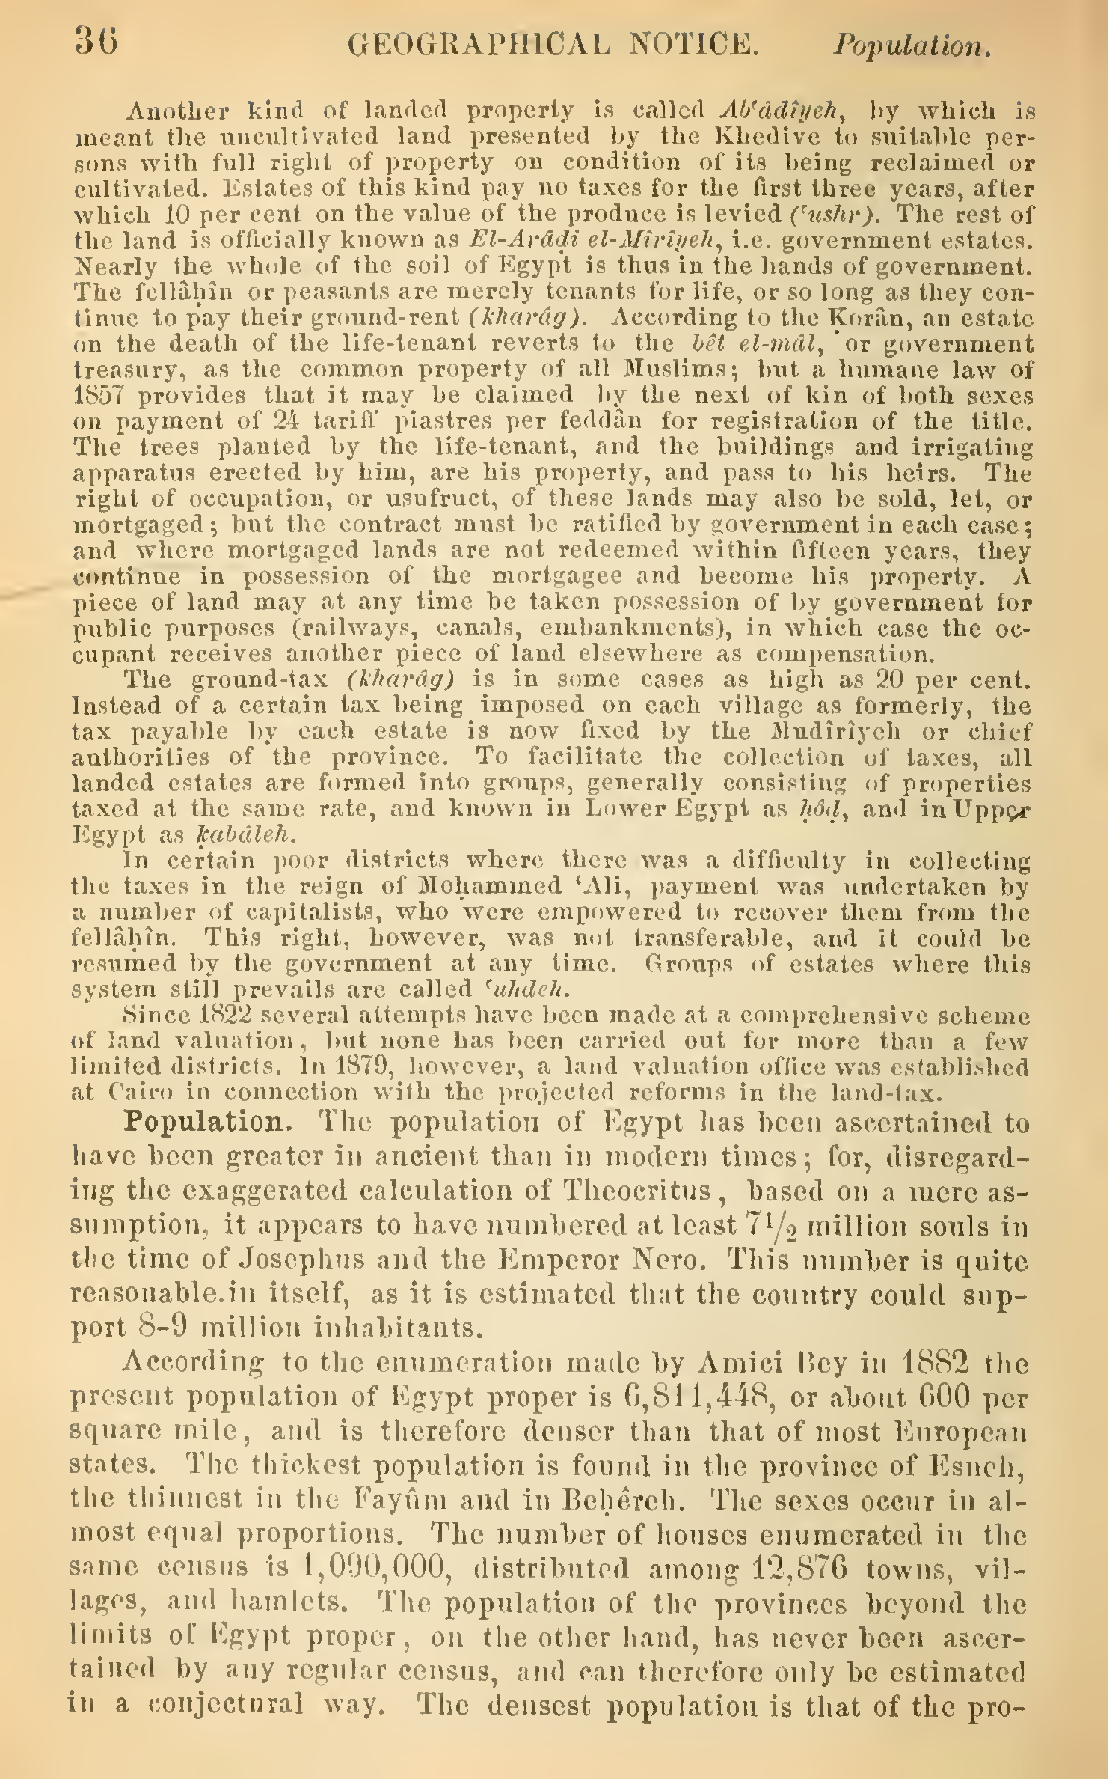 36 GEOGRAPHICAL NOTICE. Population.
Another kind of landed property is called Abʿâdîyeh, by which is
meant the uncultivated land presented by the Khedive to suitable per-
sons with full right of property on condition of its being reclaimed or
cultivated. Estates of this kind pay no taxes for the first three years, after
which 10 per cent on the value of the produce is levied (ʿushr). The rest of
the land is officially known as El-Arâḍi el-Mîrîyeh, i.e. government estates.
Nearly the whole of the soil of Egypt is thus in the hands of government.
The fellâḥîn or peasants are merely tenants for life, or so long as they con-
tinue to pay their ground-rent (kharâg). According to the Ḳorân, an estate
on the death of the life-tenant reverts to the bêt el-mâl, or government
treasury, as the common property of all Muslims; but a humane law of
1857 provides that it may be claimed by the next of kin of both sexes
on payment of 24 tariff piastres per feddân for registration of the title.
The trees planted by the life-tenant, and the buildings and irrigating
apparatus erected by him, are his property, and pass to his heirs. The
right of occupation, or usufruct, of these lands may also be sold, let, or
mortgaged; but the contract must be ratified by government in each case;
and where mortgaged lands are not redeemed within fifteen years, they
continue in possession of the mortgagee and become his property. A
piece of land may at any time be taken possession of by government for
public purposes (railways, canals, embankments), in which case the oc-
cupant receives another piece of land elsewhere as compensation.
The ground-tax (kharâg) is in some cases as high as 20 per cent.
Instead of a certain tax being imposed on each village as formerly, the
tax payable by each estate is now fixed by the Mudîrîyeh or chief
authorities of the province. To facilitate the collection of taxes, all
landed estates are formed into groups, generally consisting of properties
taxed at the same rate, and known in Lower Egypt as ḥôḍ, and in Upper
Egypt as ḳabâleh.
In certain poor districts where there was a difficulty in collecting
the taxes in the reign of Moḥammed ʿAli, payment was undertaken by
a number of capitalists, who were empowered to recover them from the
fellâḥîn. This right, however, was not transferable, and it could be
resumed by the government at any time. Groups of estates where this
system still prevails are called ʿuhdeh.
Since 1822 several attempts have been made at a comprehensive scheme
of land valuation, but none has been carried out for more than a few
limited districts. In 1879, however, a land valuation office was established
at Cairo in connection with the projected reforms in the land-tax.
Population. The population of Egypt has been ascertained to
have been greater in ancient than in modern times; for, disregard-
ing the exaggerated calculation of Theocritus, based on a mere as-
sumption, it appears to have numbered at least 7 1/2 million souls in
the time of Josephus and the Emperor Nero. This number is quite
reasonable in itself, as it is estimated that the country could sup-
port 8-9 million inhabitants.
According to the enumeration made by Amici Bey in 1882 the
present population of Egypt proper is 6,811,448, or about 600 per
square mile, and is therefore denser than that of most European
states. The thickest population is found in the province of Esneh,
the thinnest in the Fayûm and in Beḥêreh. The sexes occur in al-
most equal proportions. The number of houses enumerated in the
same census is 1,090,000, distributed among 12,876 towns, vil-
lages, and hamlets. The population of the provinces beyond the
limits of Egypt proper, on the other hand, has never been ascer-
tained by any regular census, and can therefore only be estimated
in a conjectural way. The densest population is that of the pro-